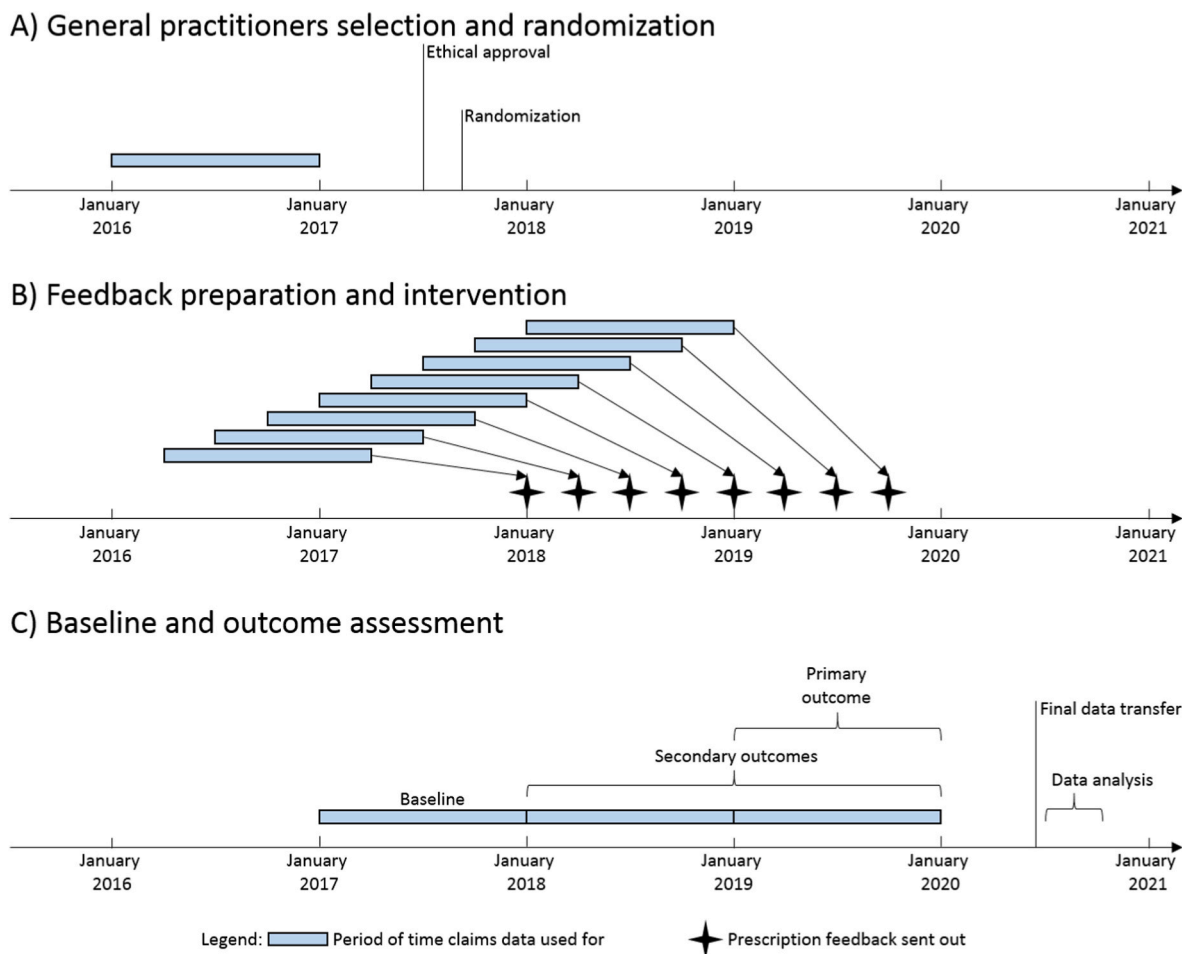 A) General practitioners selection and randomization
Ethical approval
Randomization
January January January January January January
2016 2017 2018 2019 2020 2021
B) Feedback preparation and intervention
January January January January January January
2016 2017 2018 2019 2020 2021
C) Baseline and outcome assessment
Primary
outcome
Final data transfer
Secondary outcomes
Data analysis
Baseline
January January January January January January
2016 2017 2018 2019 2020 2021
Legend: Period of time claims data used for Prescription feedback sent out